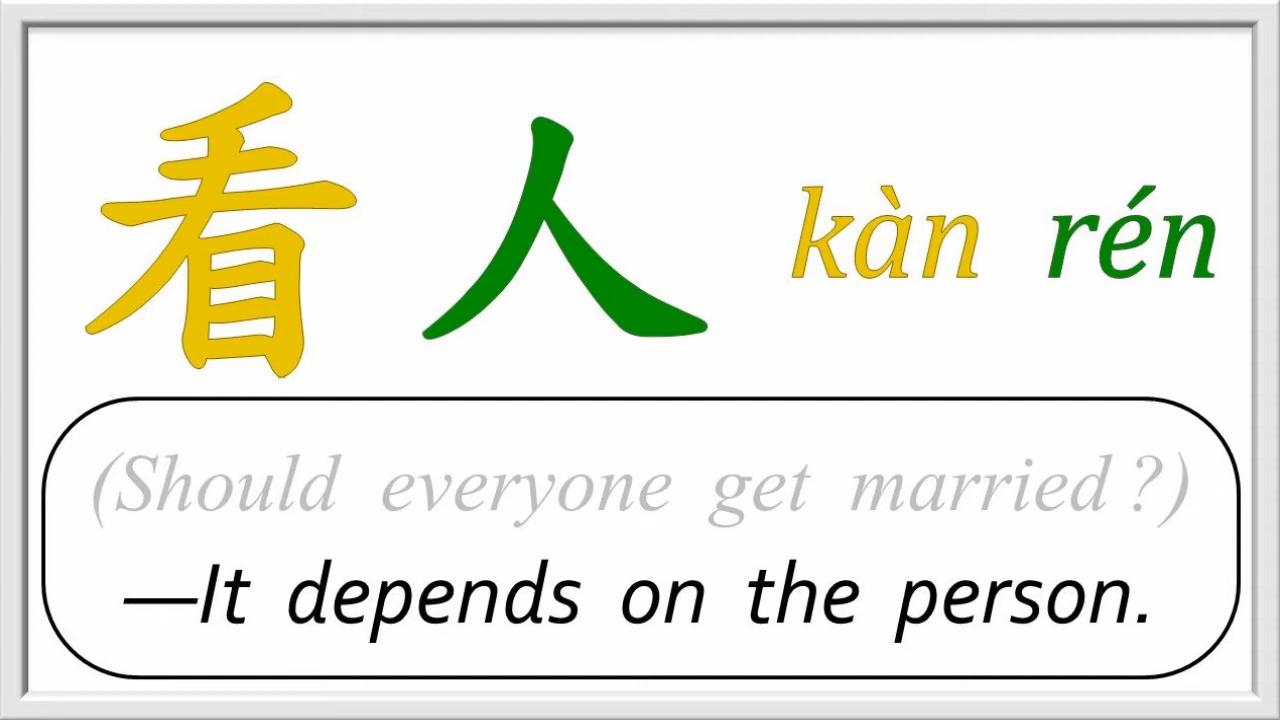 看人 kàn rén
(Should everyone get married?)
—It depends on the person.